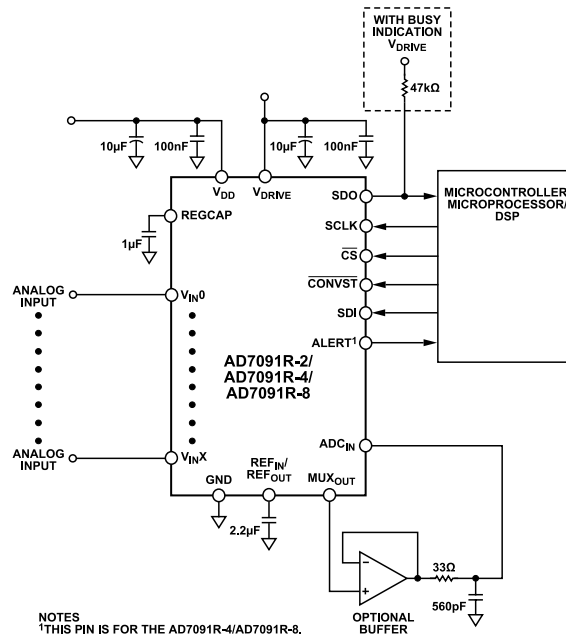 WITH BUSY
INDICATION
VDRIVE
47kΩ
10µF
100nF
10µF
100nF
VDD
VDRIVE
REGCAP
1µF
SDO
SCLK
CS
CONVST
SDI
ALERT1
MICROCONTROLLER/
MICROPROCESSOR/
DSP
ANALOG
INPUT
VIN0
AD7091R-2/
AD7091R-4/
AD7091R-8
ANALOG
INPUT
VINX
ADCIN
GND
REFIN/
REFOUT
MUXOUT
2.2µF
33Ω
560pF
OPTIONAL
BUFFER
NOTES
1THIS PIN IS FOR THE AD7091R-4/AD7091R-8.